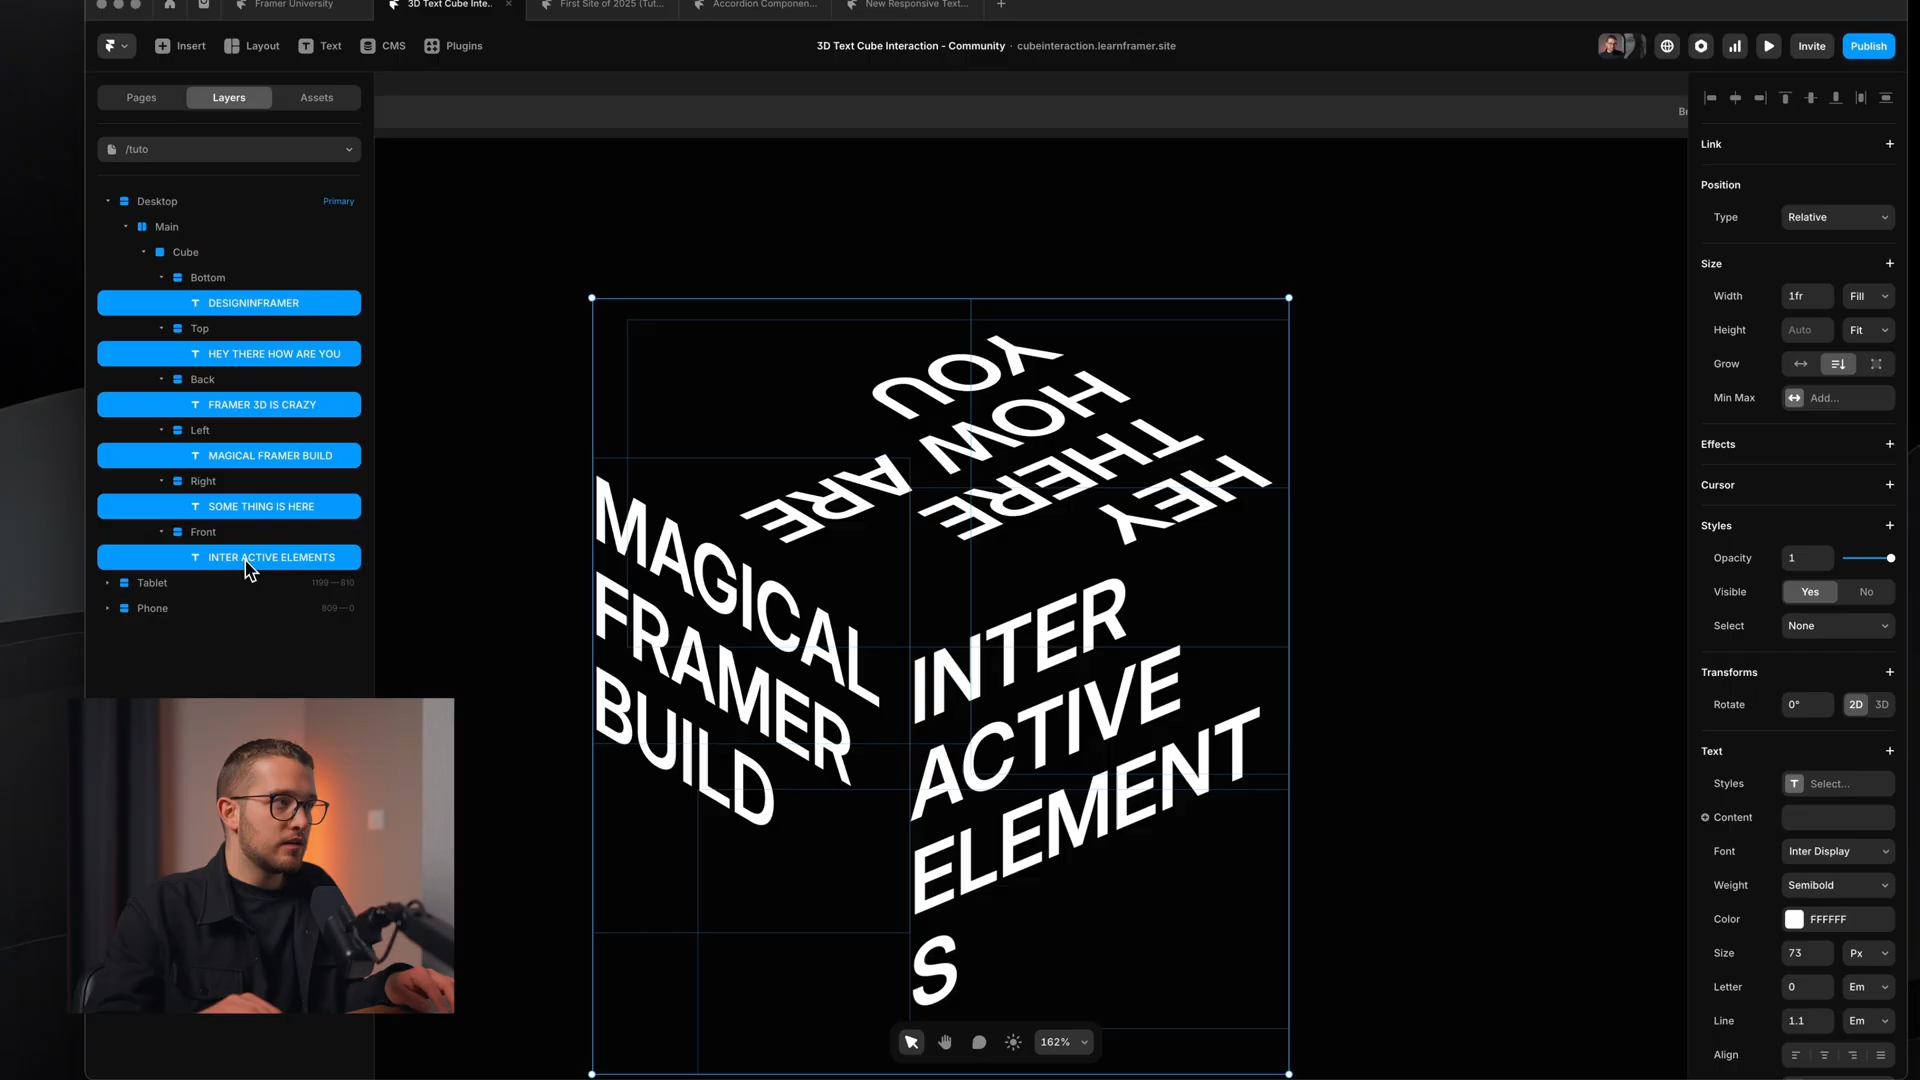 Framer University
3D Text Cube Inte..
First Site of 2025 (Tut...
Accordion Componen...
New Responsive Text...
Insert
Layout
Text
CMS
Plugins
3D Text Cube Interaction - Community · cubeinteraction.learnframer.site
Invite
Publish
Pages
Layers
Assets
/tuto
Desktop
Primary
Main
Cube
Bottom
DESIGNINFRAMER
Top
HEY THERE HOW ARE YOU
Back
FRAMER 3D IS CRAZY
Left
MAGICAL FRAMER BUILD
Right
SOME THING IS HERE
Front
INTER ACTIVE ELEMENTS
Tablet
1199 — 810
Phone
809 — 0
HEY
THERE
HOW ARE
YOU
MAGICAL
FRAMER
BUILD
INTER
ACTIVE
ELEMENT
S
162%
Link
Position
Type
Relative
Size
Width
1fr
Fill
Height
Auto
Fit
Grow
Min Max
Add...
Effects
Cursor
Styles
Opacity
1
Visible
Yes
No
Select
None
Transforms
Rotate
0°
2D
3D
Text
Styles
Select...
Content
Font
Inter Display
Weight
Semibold
Color
FFFFFF
Size
73
Px
Letter
0
Em
Line
1.1
Em
Align